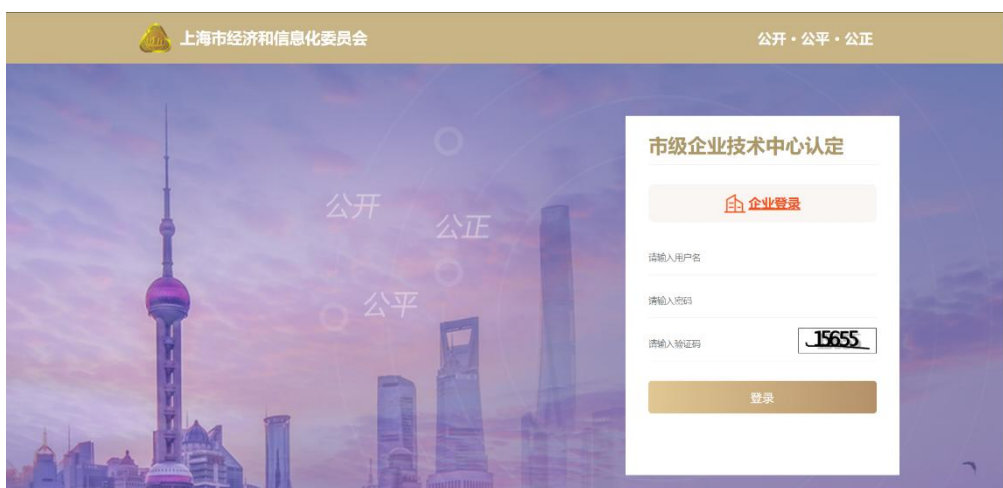 上海市经济和信息化委员会
公开·公平·公正
公开
公正
公平
市级企业技术中心认定
企业登录
请输入用户名
请输入密码
请输入验证码
15655
登录